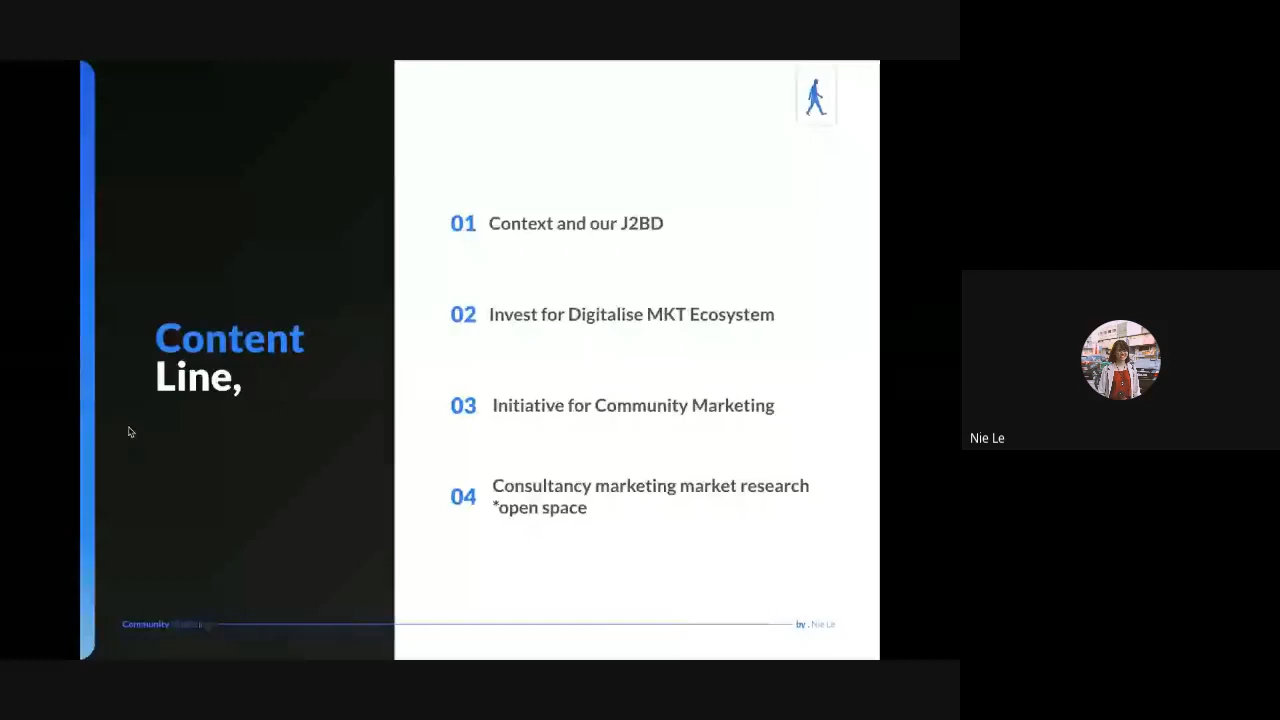 Content
Line,
01 Context and our J2BD
02 Invest for Digitalise MKT Ecosystem
03 Initiative for Community Marketing
04 Consultancy marketing market research
*open space
Community
by . Nie Le
Nie Le